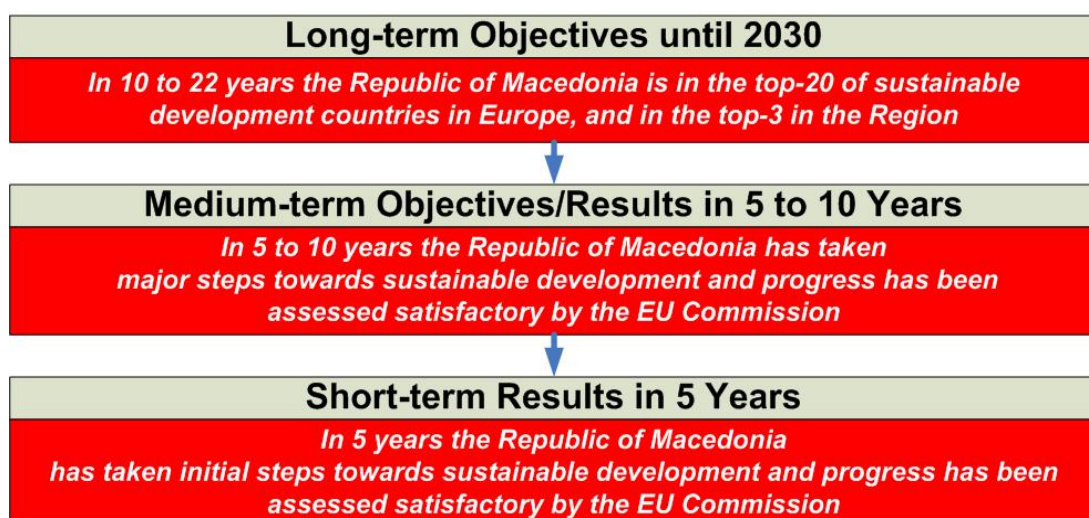 Long-term Objectives until 2030
In 10 to 22 years the Republic of Macedonia is in the top-20 of sustainable
development countries in Europe, and in the top-3 in the Region
Medium-term Objectives/Results in 5 to 10 Years
In 5 to 10 years the Republic of Macedonia has taken
major steps towards sustainable development and progress has been
assessed satisfactory by the EU Commission
Short-term Results in 5 Years
In 5 years the Republic of Macedonia
has taken initial steps towards sustainable development and progress has been
assessed satisfactory by the EU Commission